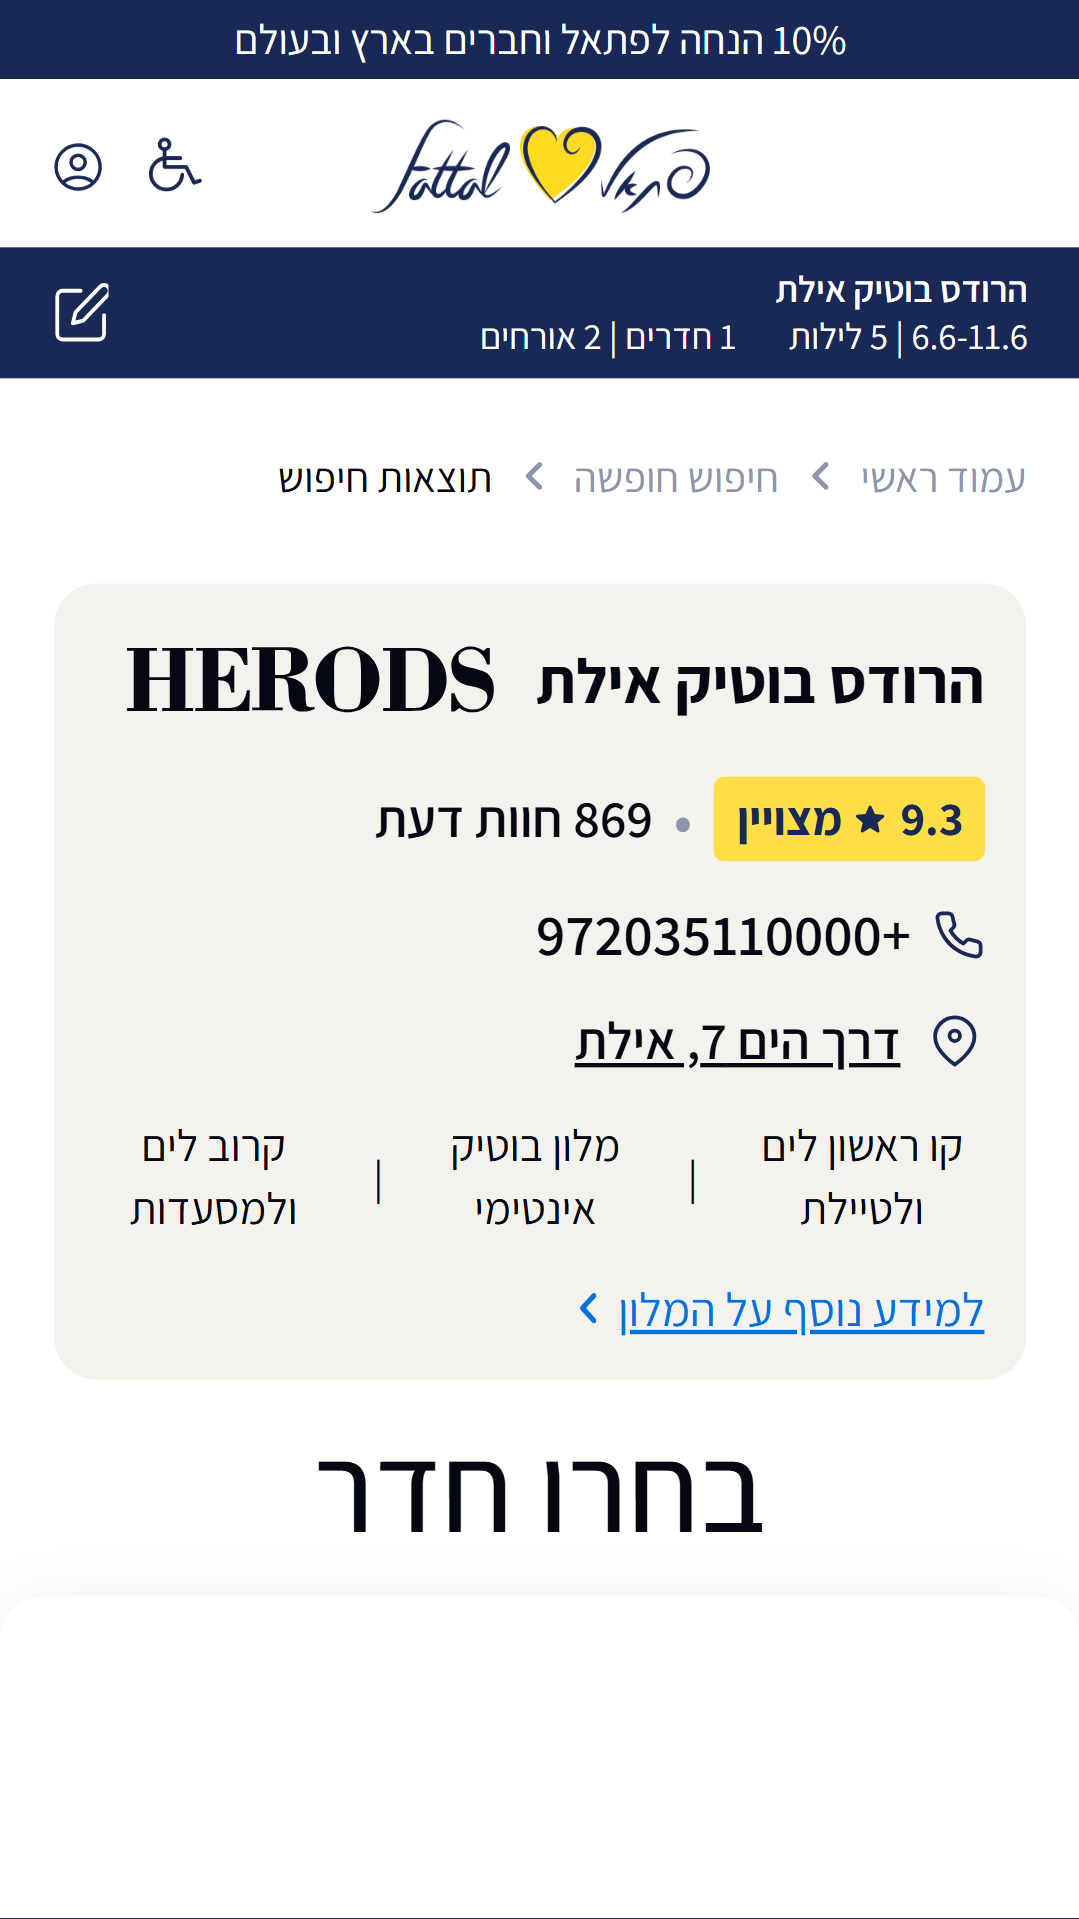 10% הנחה לפתאל וחברים בארץ ובעולם
fattal פתאל
הרודס בוטיק אילת
6.6-11.6 | 5 לילות 1 חדרים | 2 אורחים
עמוד ראשי חיפוש חופשה תוצאות חיפוש
הרודס בוטיק אילת HERODS
9.3 ★ מצויין • 869 חוות דעת
972035110000+
דרך הים 7, אילת
קו ראשון לים | מלון בוטיק | קרוב לים
ולטיילת אינטימי ולמסעדות
למידע נוסף על המלון
בחרו חדר